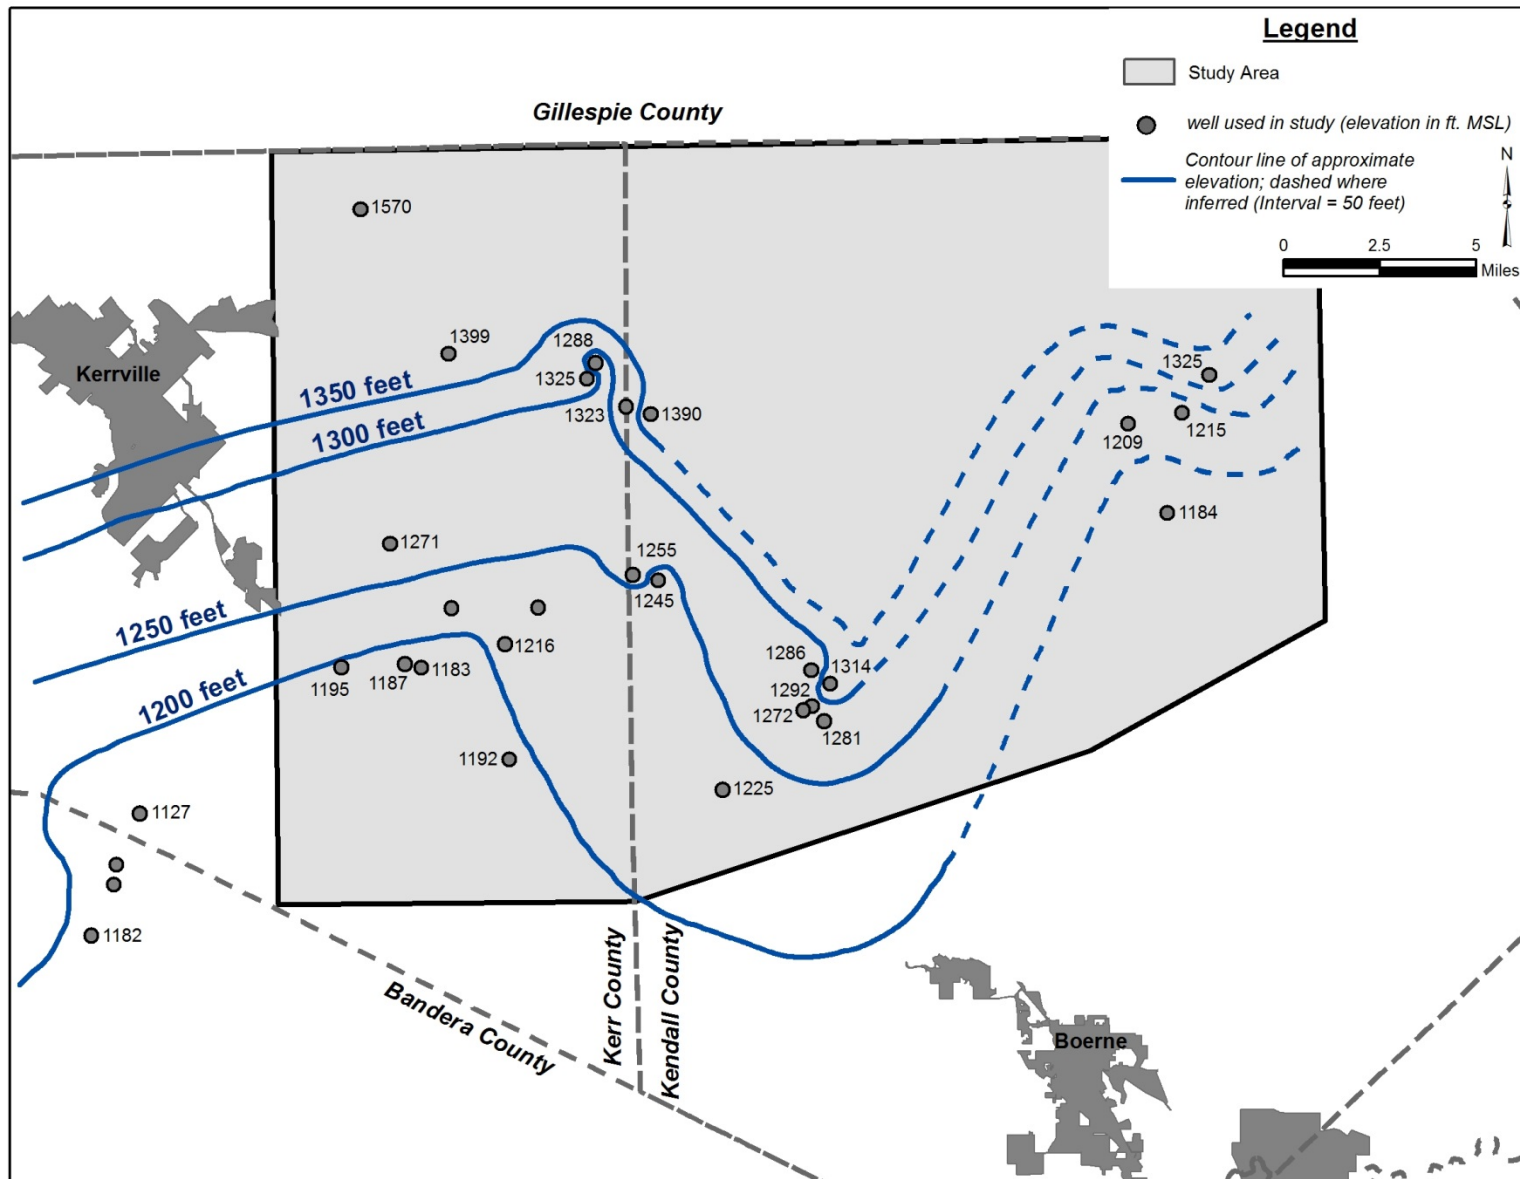 Legend
Study Area
well used in study (elevation in ft. MSL)
Contour line of approximate
elevation; dashed where
inferred (Interval = 50 feet)
N
0 2.5 5
Miles
Gillespie County
1570
1399
1288
Kerrville
1325
1325
1350 feet
1323
1390
1215
1300 feet
1209
1184
1271
1255
1245
1250 feet
1216
1286
1314
1195
1187
1183
1292
1200 feet
1272
1281
1192
1225
1127
1182
Kerr County
Kendall County
Bandera County
Boerne